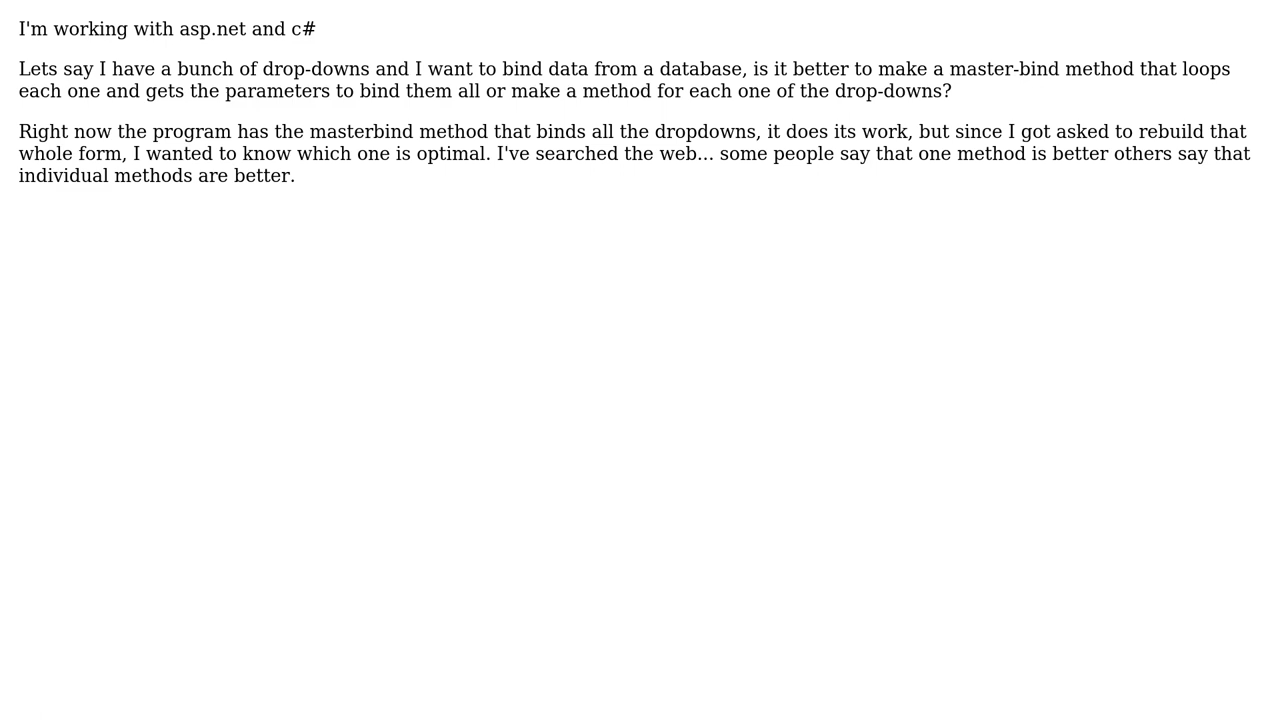 I'm working with asp.net and c#
Lets say I have a bunch of drop-downs and I want to bind data from a database, is it better to make a master-bind method that loops
each one and gets the parameters to bind them all or make a method for each one of the drop-downs?
Right now the program has the masterbind method that binds all the dropdowns, it does its work, but since I got asked to rebuild that
whole form, I wanted to know which one is optimal. I've searched the web... some people say that one method is better others say that
individual methods are better.